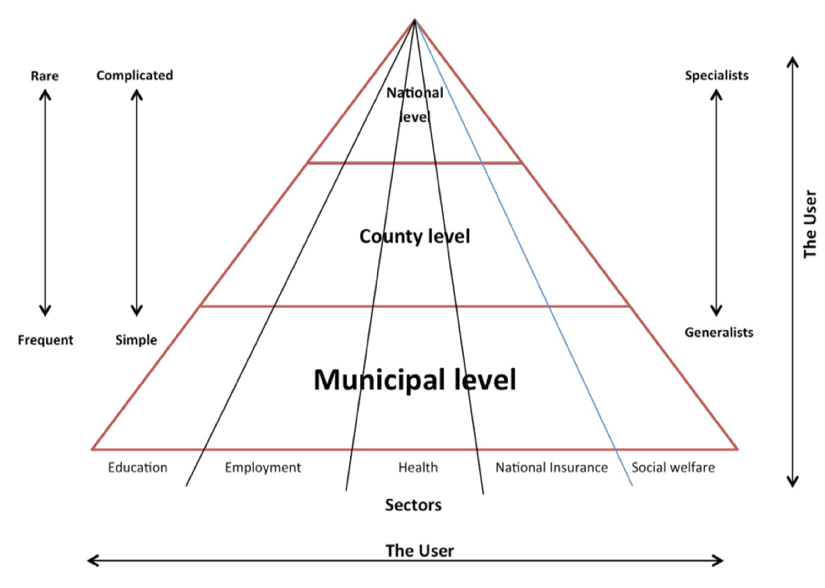 Rare
Complicated
Specialists
National
level
The User
County level
Frequent
Simple
Generalists
Municipal level
Education
Employment
Health
National Insurance
Social welfare
Sectors
The User